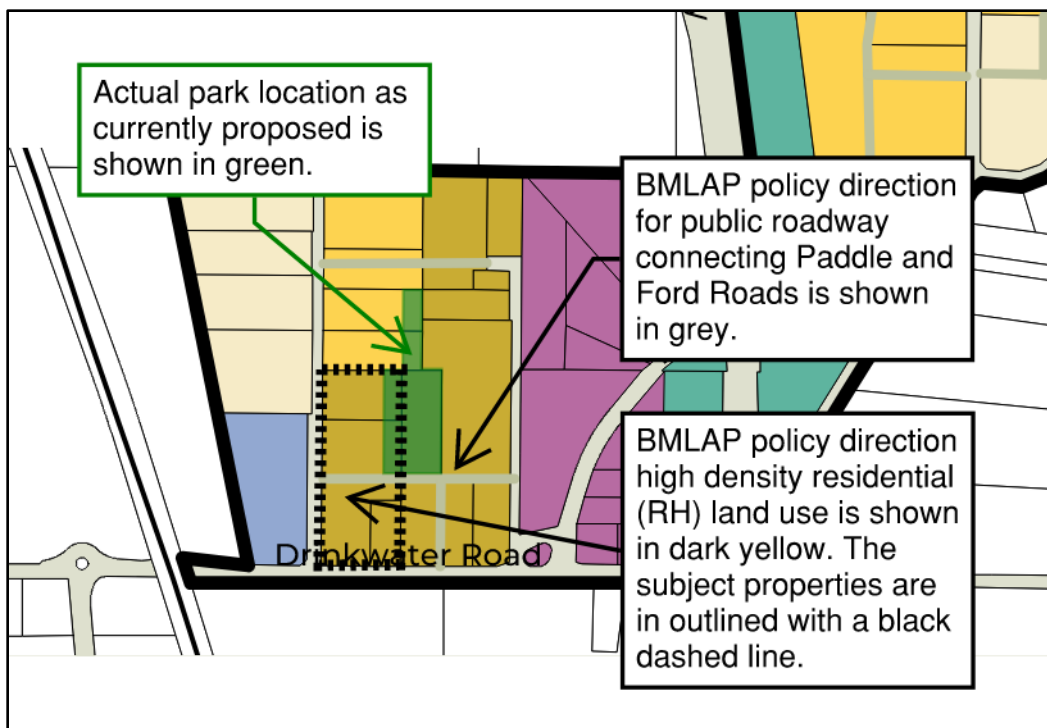 Actual park location as
currently proposed is
shown in green.
BMLAP policy direction
for public roadway
connecting Paddle and
Ford Roads is shown
in grey.
BMLAP policy direction
high density residential
(RH) land use is shown
in dark yellow. The
subject properties are
in outlined with a black
dashed line.
Drinkwater Road